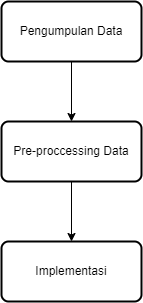 Pengumpulan Data
Pre-proccessing Data
Implementasi